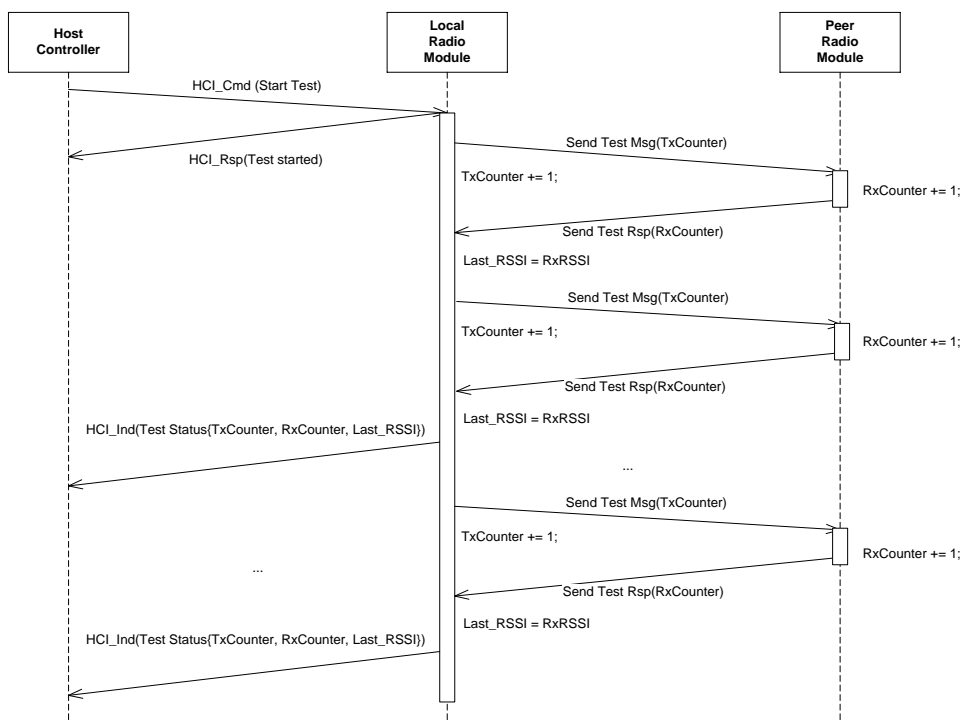 Host
Controller
Local
Radio
Module
Peer
Radio
Module
HCI_Cmd (Start Test)
HCI_Rsp(Test started)
Send Test Msg(TxCounter)
TxCounter += 1;
RxCounter += 1;
Send Test Rsp(RxCounter)
Last_RSSI = RxRSSI
Send Test Msg(TxCounter)
TxCounter += 1;
RxCounter += 1;
Send Test Rsp(RxCounter)
Last_RSSI = RxRSSI
HCI_Ind(Test Status{TxCounter, RxCounter, Last_RSSI})
...
Send Test Msg(TxCounter)
TxCounter += 1;
RxCounter += 1;
...
Send Test Rsp(RxCounter)
Last_RSSI = RxRSSI
HCI_Ind(Test Status{TxCounter, RxCounter, Last_RSSI})